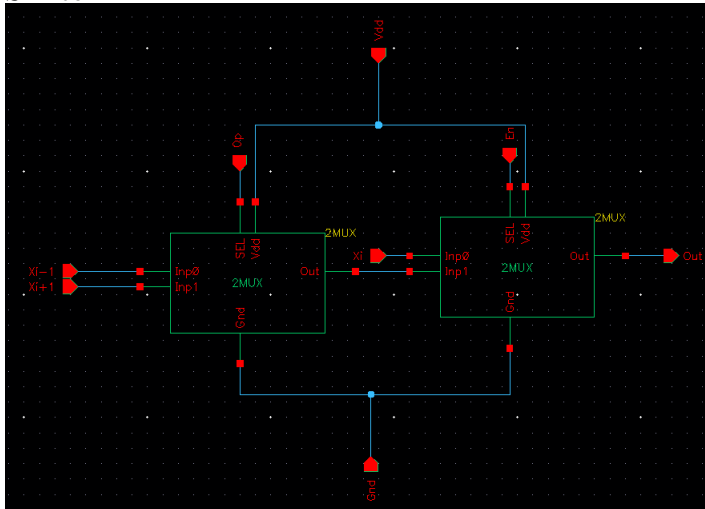 Vdd
Op
En
2MUX
SEL
Vdd
Xi-1
Inp0
Out
Xi+1
Inp1
2MUX
Gnd
2MUX
SEL
Vdd
Xi
Inp0
Out
Out
Inp1
2MUX
Gnd
Gnd